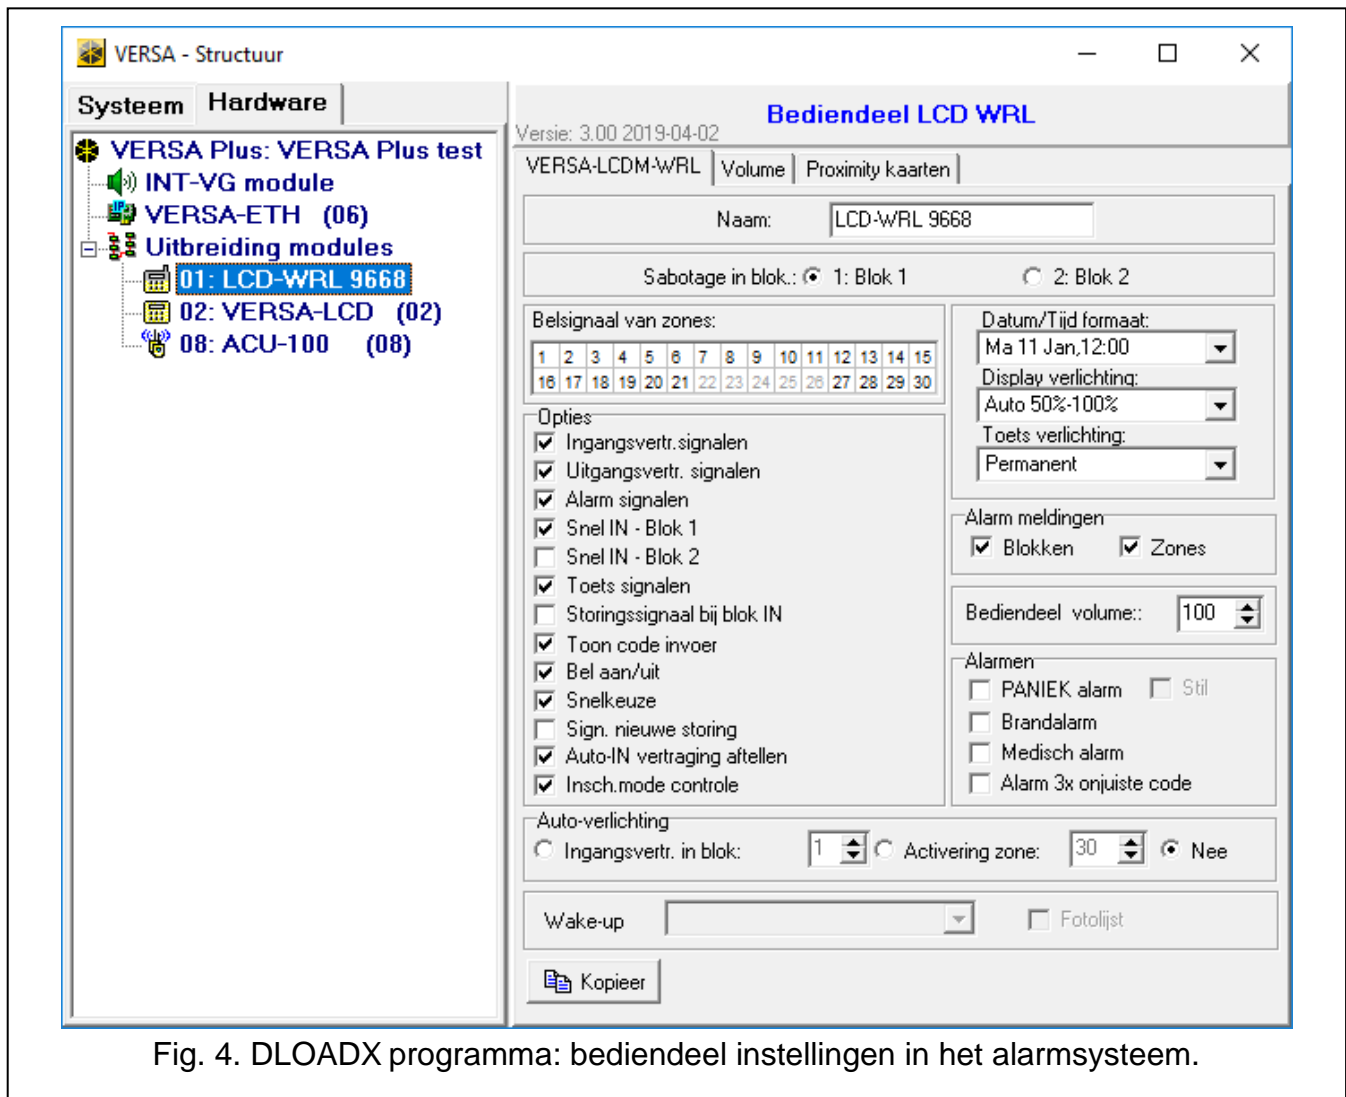 VERSA - Structuur
Systeem Hardware
VERSA Plus: VERSA Plus test
INT-VG module
VERSA-ETH (06)
Uitbreiding modules
01: LCD-WRL 9668
02: VERSA-LCD (02)
08: ACU-100 (08)
Bediendeel LCD WRL
Versie: 3.00 2019-04-02
VERSA-LCDM-WRL Volume Proximity kaarten
Naam: LCD-WRL 9668
Sabotage in blok.: 1: Blok 1 2: Blok 2
Belsignaal van zones:
1 2 3 4 5 6 7 8 9 10 11 12 13 14 15
16 17 18 19 20 21 22 23 24 25 26 27 28 29 30
Opties
Ingangsvertr.signalen
Uitgangsvertr. signalen
Alarm signalen
Snel IN - Blok 1
Snel IN - Blok 2
Toets signalen
Storingssignaal bij blok IN
Toon code invoer
Bel aan/uit
Snelkeuze
Sign. nieuwe storing
Auto-IN vertraging aftellen
Insch.mode controle
Datum/Tijd formaat:
Ma 11 Jan,12:00
Display verlichting:
Auto 50%-100%
Toets verlichting:
Permanent
Alarm meldingen
Blokken Zones
Bediendeel volume:: 100
Alarmen
PANIEK alarm Stil
Brandalarm
Medisch alarm
Alarm 3x onjuiste code
Auto-verlichting
Ingangsvertr. in blok: 1 Activering zone: 30 Nee
Wake-up Fotolijst
Kopieer
Fig. 4. DLOADX programma: bediendeel instellingen in het alarmsysteem.